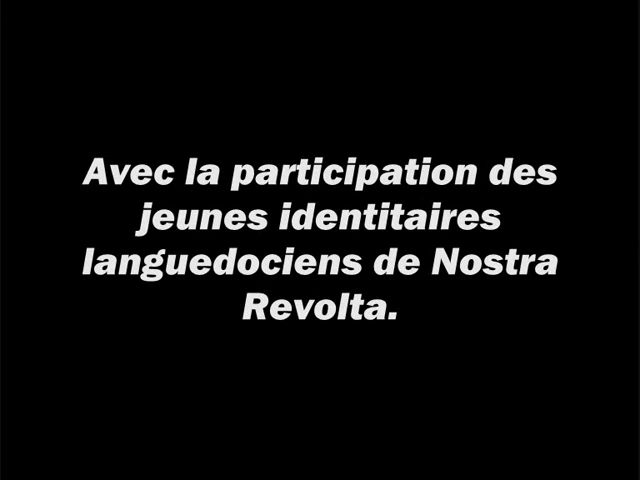 Avec la participation des
jeunes identitaires
languedociens de Nostra
Revolta.